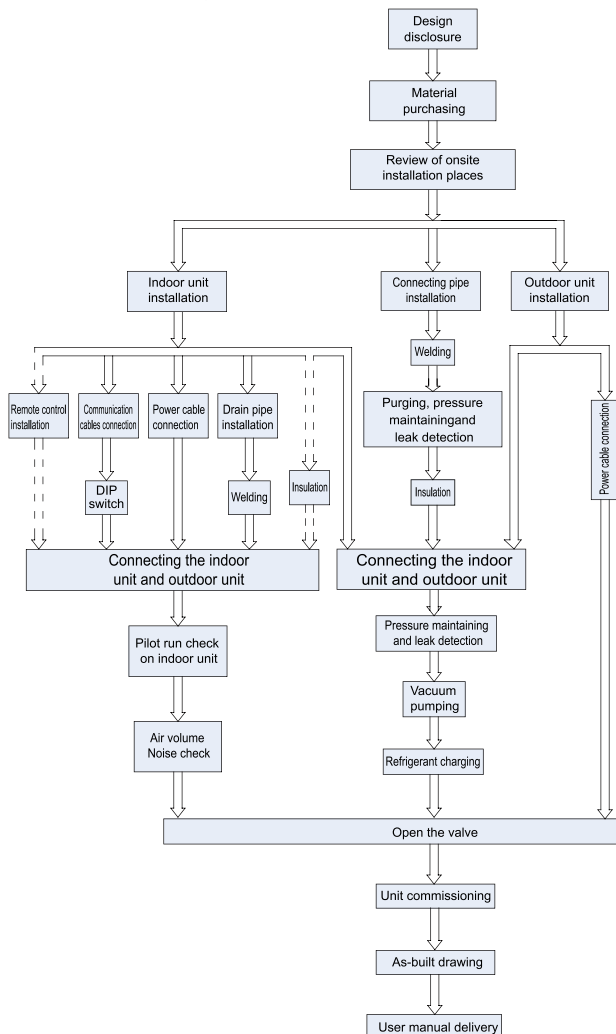 Design
disclosure
Material
purchasing
Review of onsite
installation places
Indoor unit
installation
Connecting pipe
installation
Outdoor unit
installation
Welding
Remote control
installation
Communication
cables connection
Power cable
connection
Drain pipe
installation
Purging, pressure
maintainingand
leak detection
Power cable connection
DIP
switch
Welding
Insulation
Insulation
Connecting the indoor
unit and outdoor unit
Connecting the indoor
unit and outdoor unit
Pilot run check
on indoor unit
Pressure maintaining
and leak detection
Vacuum
pumping
Air volume
Noise check
Refrigerant charging
Open the valve
Unit commissioning
As-built drawing
User manual delivery